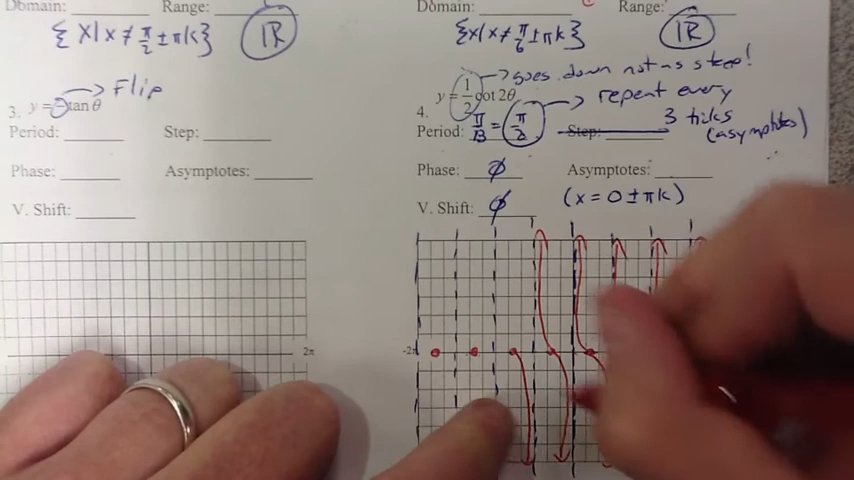 Domain: Range:
{x|x≠π/2±πk} ℝ
3. y = -tan θ → Flip
Period: Step:
Phase: Asymptotes:
V. Shift:
2π
Domain: Range:
{x|x≠π/6±πk} ℝ
→ goes down not as steep!
4. y = 1/2 cot 2θ → repeat every
3 ticks
(asymptotes)
Period: = π/2 Step:
Phase: ∅ Asymptotes:
V. Shift: ∅ (x = 0 ± πk)
-2π